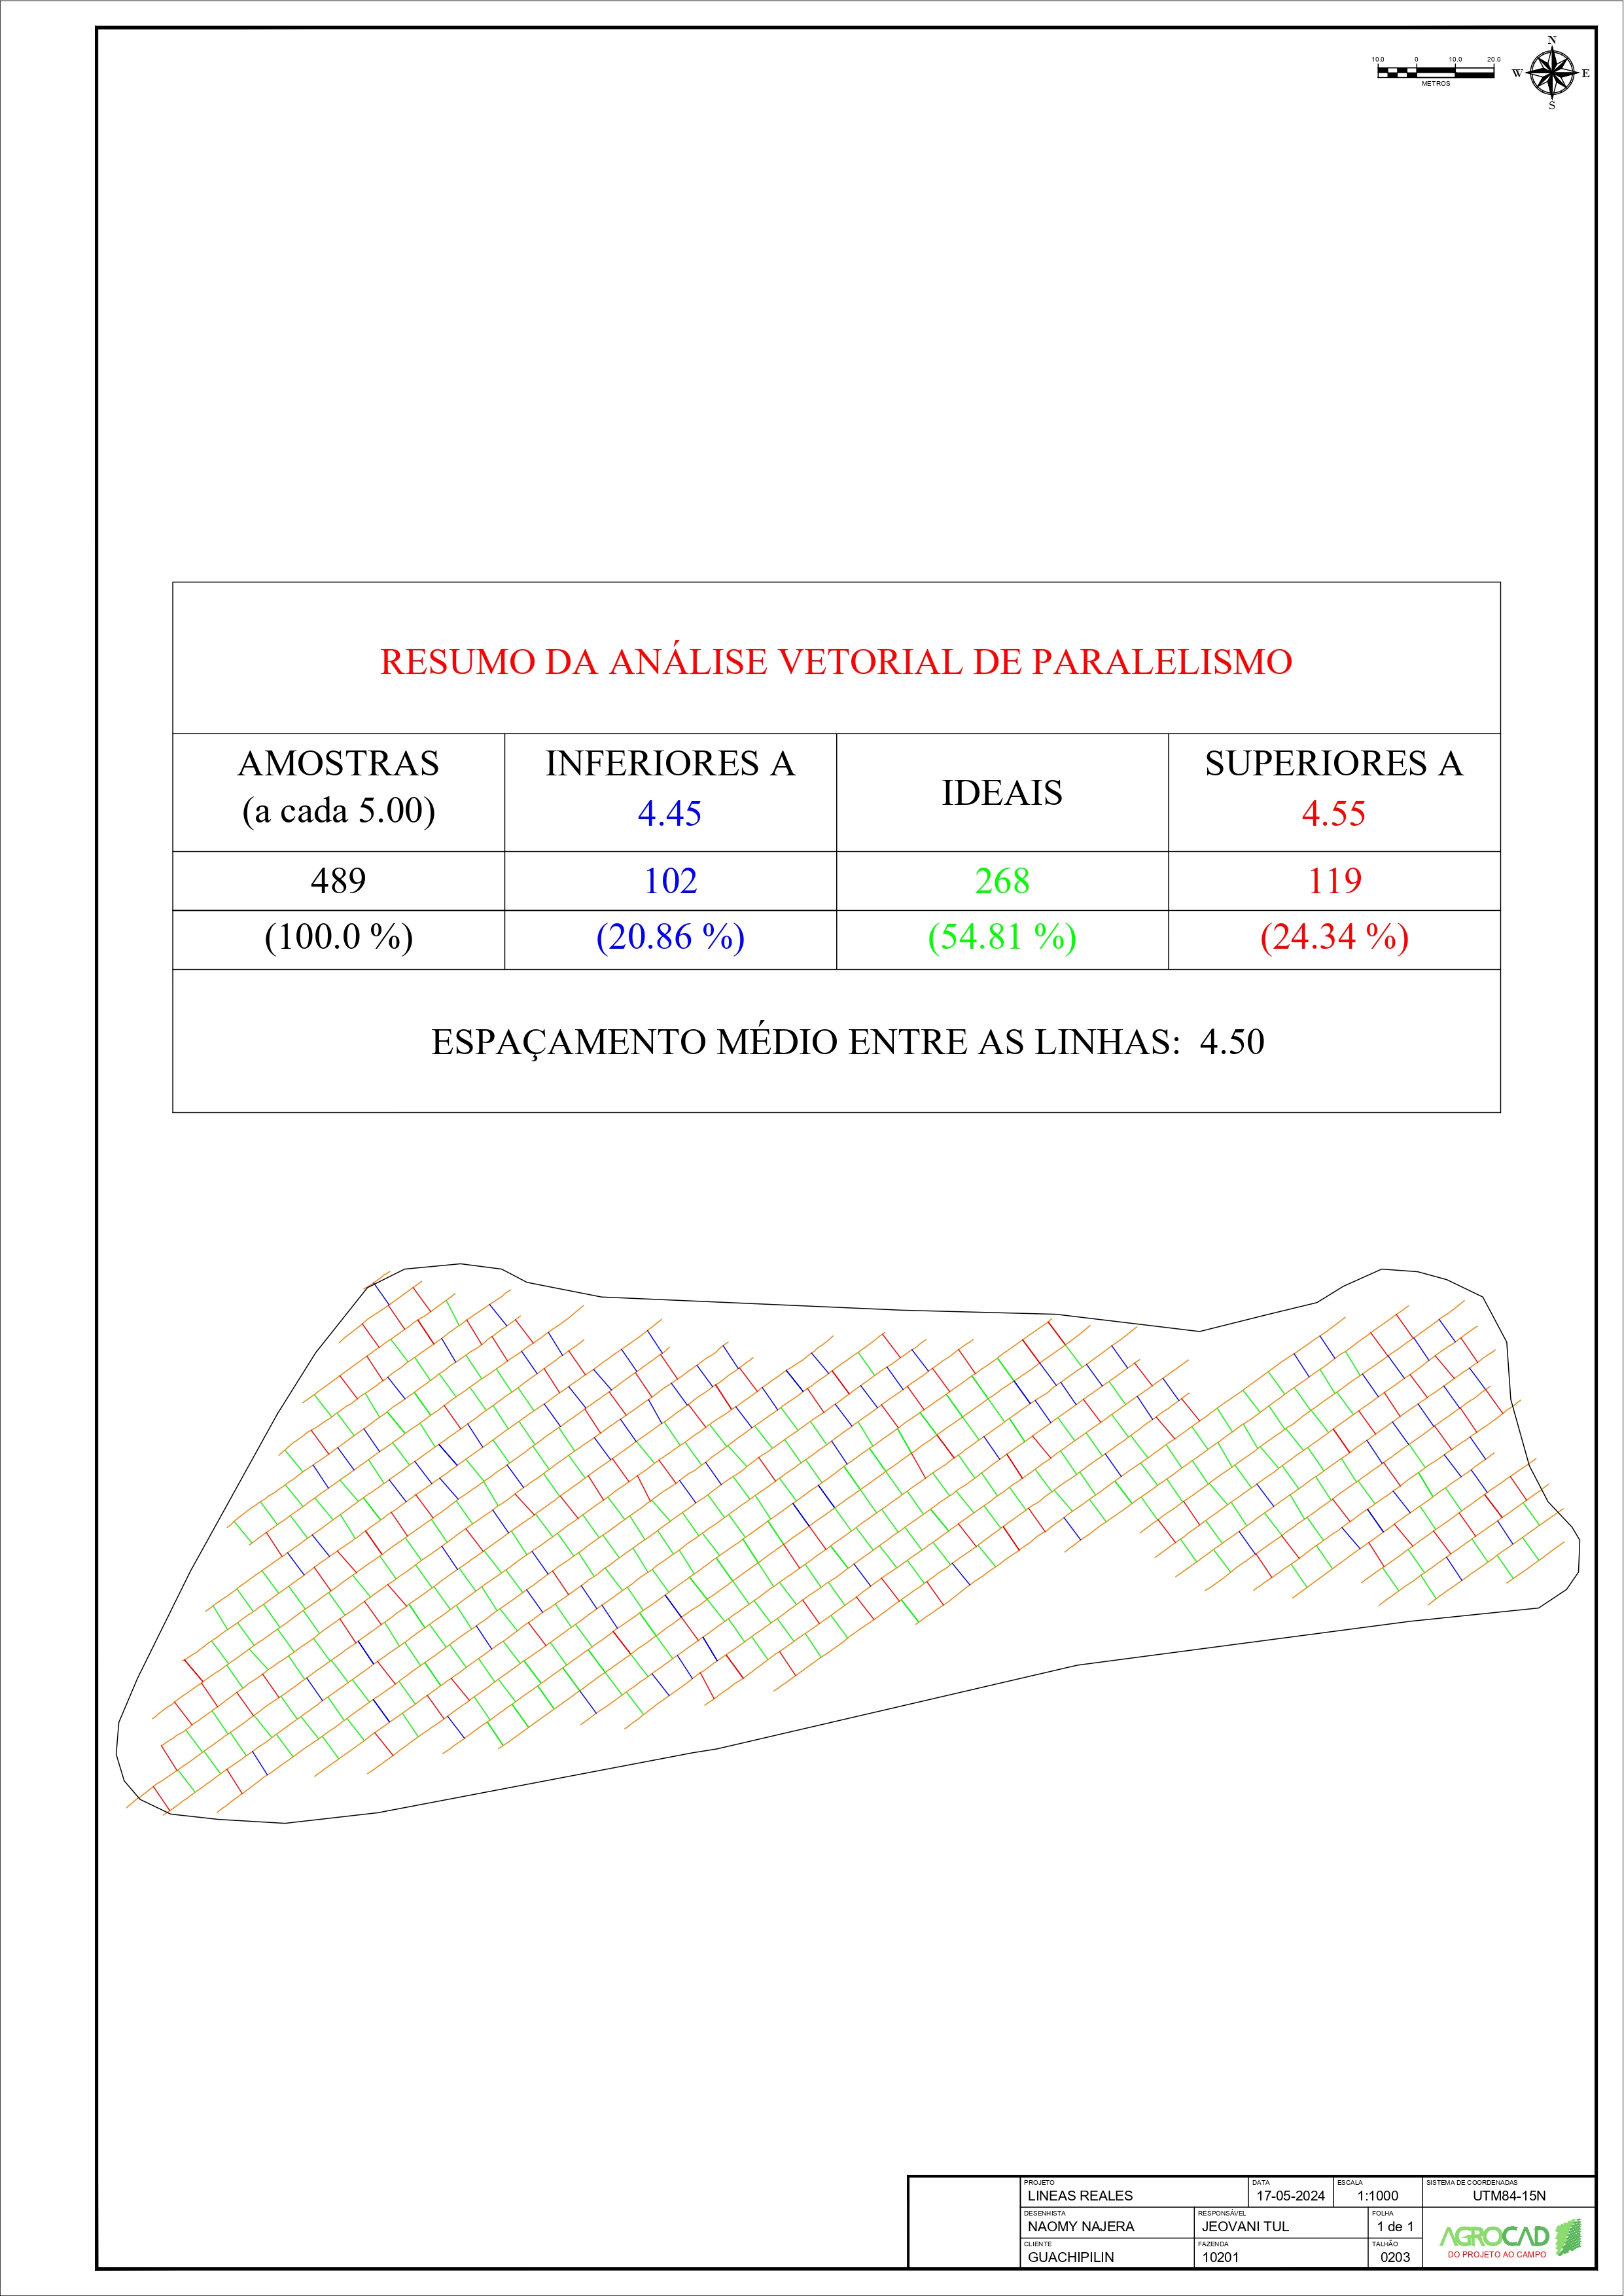 N
10.0 0 10.0 20.0
W E
METROS
S
RESUMO DA ANÁLISE VETORIAL DE PARALELISMO
AMOSTRAS
(a cada 5.00)
INFERIORES A
4.45
IDEAIS
SUPERIORES A
4.55
489 102 268 119
(100.0 %) (20.86 %) (54.81 %) (24.34 %)
ESPAÇAMENTO MÉDIO ENTRE AS LINHAS: 4.50
PROJETO DATA ESCALA SISTEMA DE COORDENADAS
LINEAS REALES 17-05-2024 1:1000 UTM84-15N
DESENHISTA RESPONSÁVEL FOLHA
NAOMY NAJERA JEOVANI TUL 1 de 1
CLIENTE FAZENDA TALHÃO
GUACHIPILIN 10201 0203
AGROCAD
DO PROJETO AO CAMPO